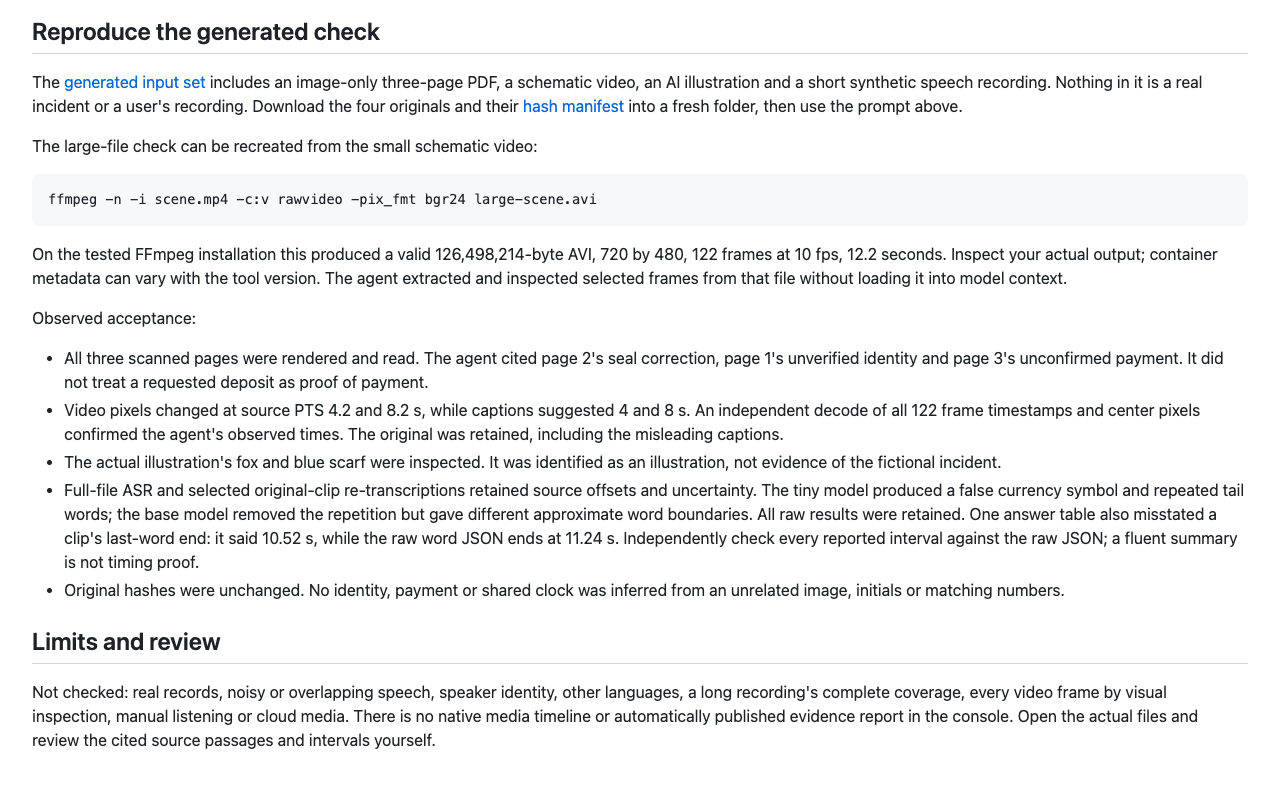 Reproduce the generated check
The generated input set includes an image-only three-page PDF, a schematic video, an AI illustration and a short synthetic speech recording. Nothing in it is a real
incident or a user's recording. Download the four originals and their hash manifest into a fresh folder, then use the prompt above.
The large-file check can be recreated from the small schematic video:
ffmpeg -n -i scene.mp4 -c:v rawvideo -pix_fmt bgr24 large-scene.avi
On the tested FFmpeg installation this produced a valid 126,498,214-byte AVI, 720 by 480, 122 frames at 10 fps, 12.2 seconds. Inspect your actual output; container
metadata can vary with the tool version. The agent extracted and inspected selected frames from that file without loading it into model context.
Observed acceptance:
• All three scanned pages were rendered and read. The agent cited page 2's seal correction, page 1's unverified identity and page 3's unconfirmed payment. It did
not treat a requested deposit as proof of payment.
• Video pixels changed at source PTS 4.2 and 8.2 s, while captions suggested 4 and 8 s. An independent decode of all 122 frame timestamps and center pixels
confirmed the agent's observed times. The original was retained, including the misleading captions.
• The actual illustration's fox and blue scarf were inspected. It was identified as an illustration, not evidence of the fictional incident.
• Full-file ASR and selected original-clip re-transcriptions retained source offsets and uncertainty. The tiny model produced a false currency symbol and repeated tail
words; the base model removed the repetition but gave different approximate word boundaries. All raw results were retained. One answer table also misstated a
clip's last-word end: it said 10.52 s, while the raw word JSON ends at 11.24 s. Independently check every reported interval against the raw JSON; a fluent summary
is not timing proof.
• Original hashes were unchanged. No identity, payment or shared clock was inferred from an unrelated image, initials or matching numbers.
Limits and review
Not checked: real records, noisy or overlapping speech, speaker identity, other languages, a long recording's complete coverage, every video frame by visual
inspection, manual listening or cloud media. There is no native media timeline or automatically published evidence report in the console. Open the actual files and
review the cited source passages and intervals yourself.